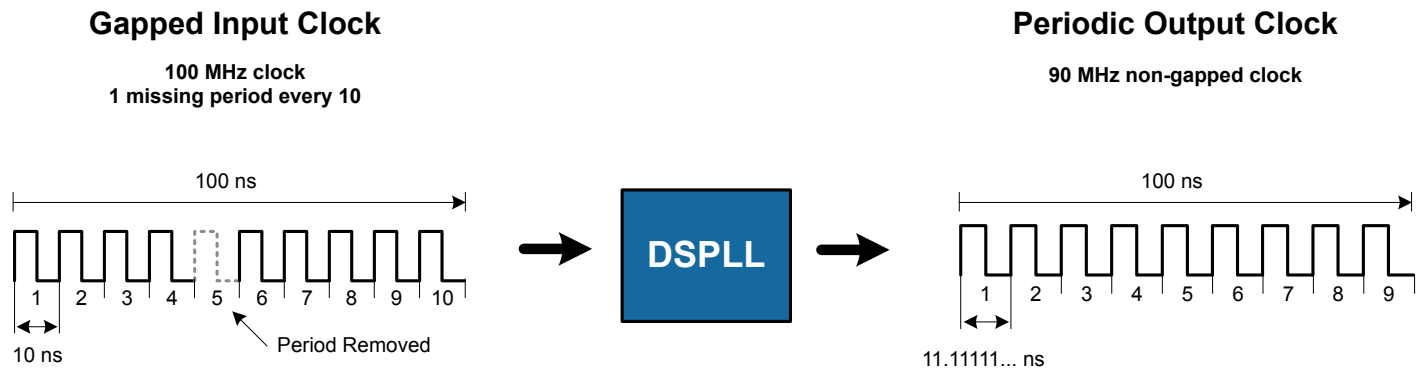 Gapped Input Clock
100 MHz clock
1 missing period every 10
100 ns
1 2 3 4 5 6 7 8 9 10
10 ns
Period Removed
DSPLL
Periodic Output Clock
90 MHz non-gapped clock
100 ns
1 2 3 4 5 6 7 8 9
11.11111... ns